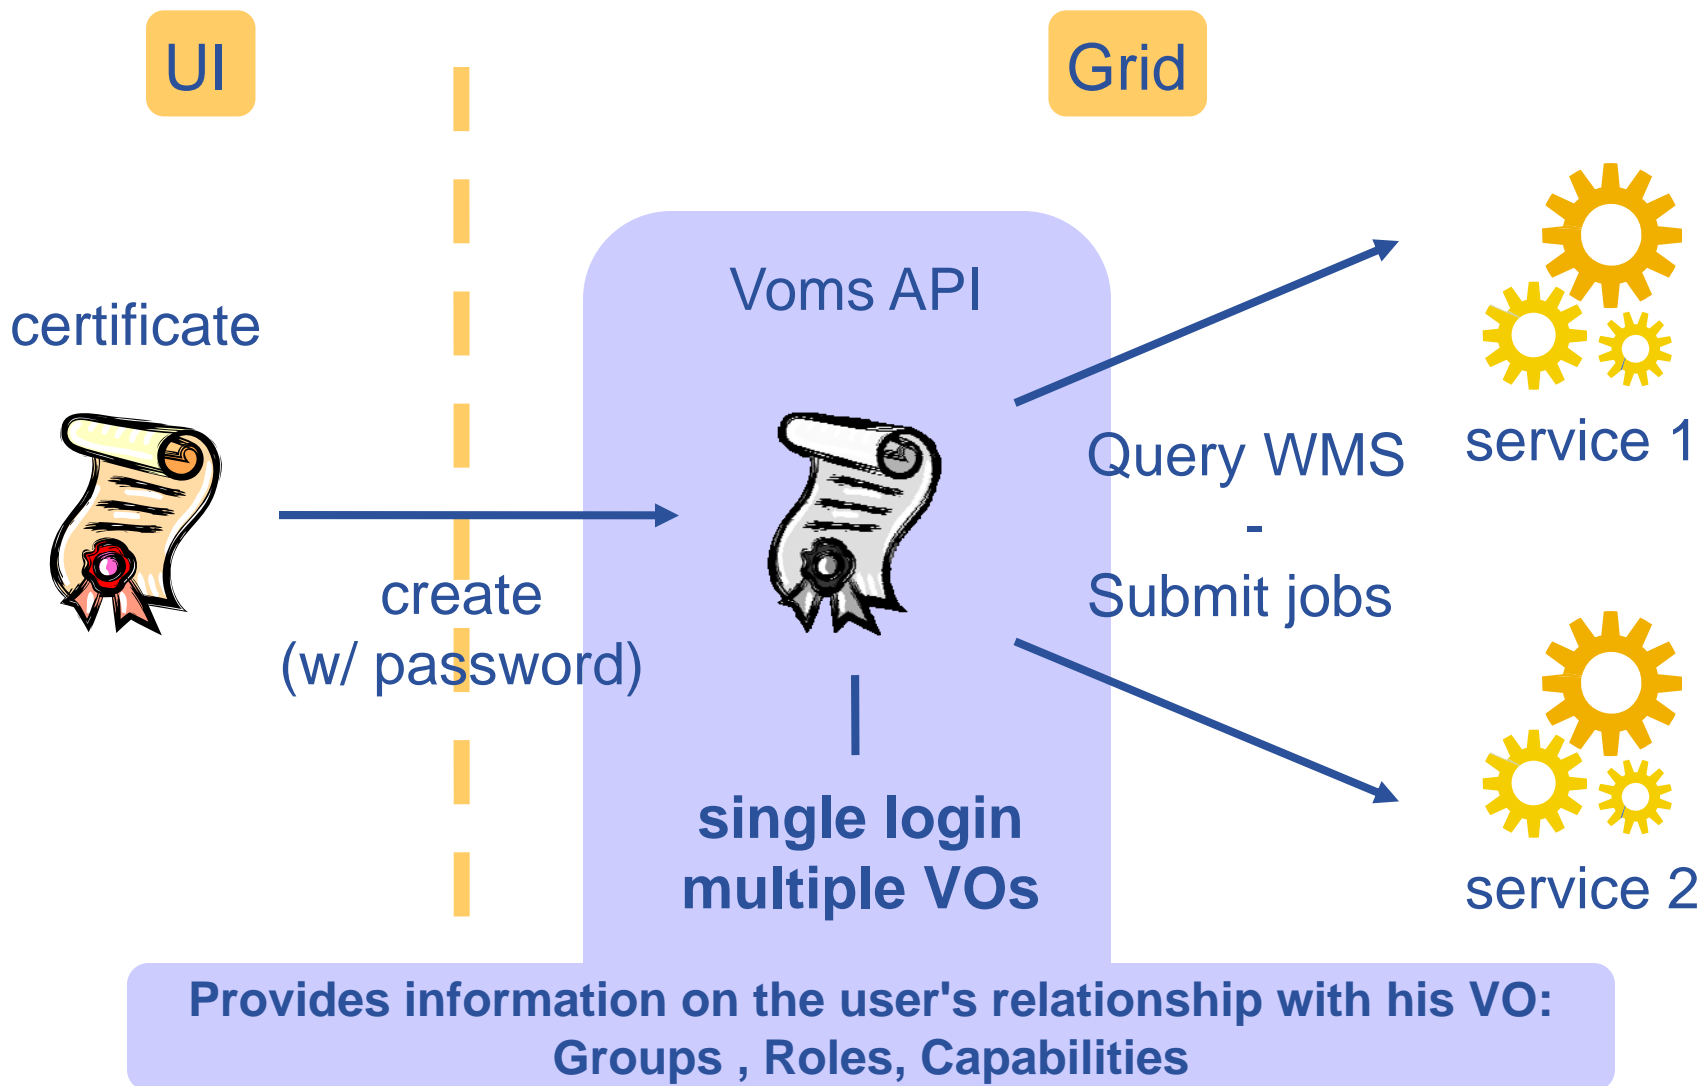 UI
Grid
Voms API
certificate
service 1
Query WMS
-
Submit jobs
create
(w/ password)
single login
multiple VOs
service 2
Provides information on the user's relationship with his VO:
Groups , Roles, Capabilities